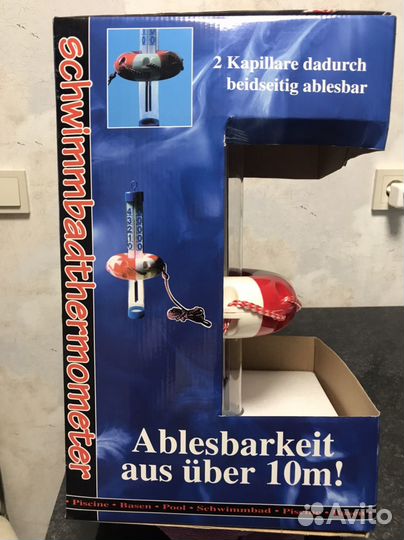 schwimmbadthermometer
2 Kapillare dadurch
beidseitig ablesbar
Ablesbarkeit
aus über 10m!
Piscine • Basen • Pool • Schwimmbad •
Avito